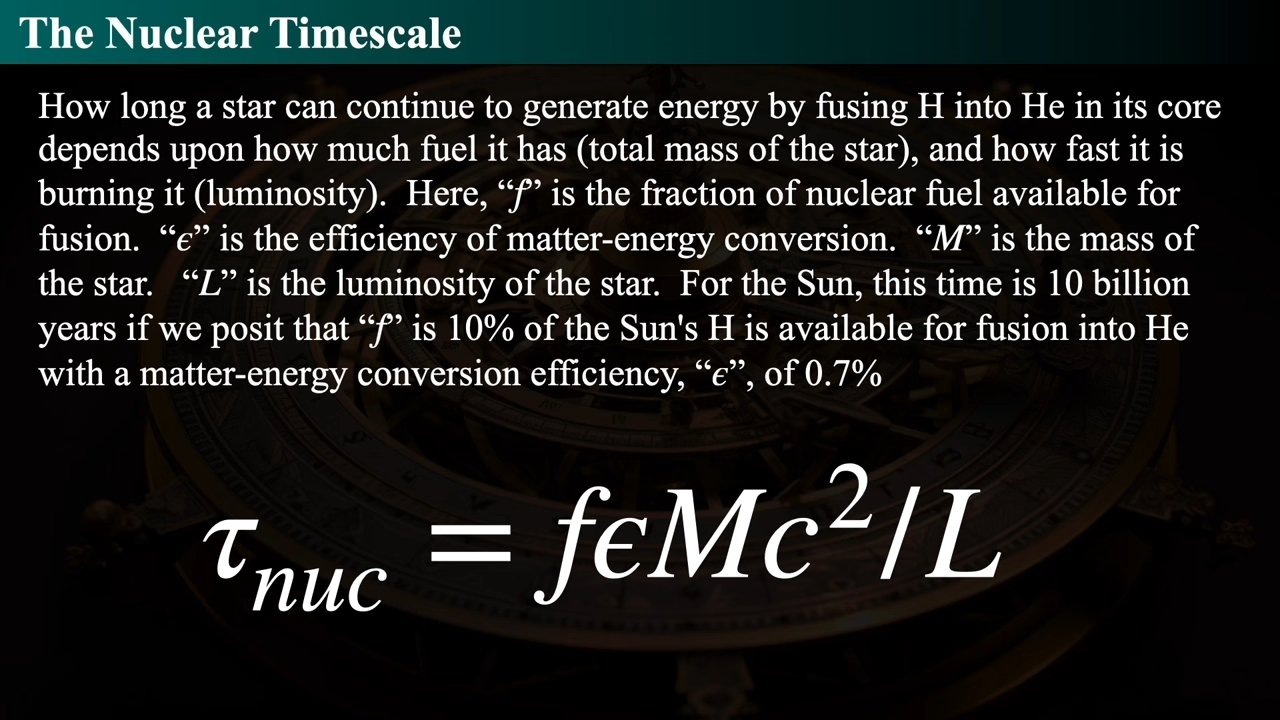 The Nuclear Timescale
How long a star can continue to generate energy by fusing H into He in its core
depends upon how much fuel it has (total mass of the star), and how fast it is
burning it (luminosity).  Here, “f” is the fraction of nuclear fuel available for
fusion.  “ϵ” is the efficiency of matter-energy conversion.  “M” is the mass of
the star.   “L” is the luminosity of the star.  For the Sun, this time is 10 billion
years if we posit that “f” is 10% of the Sun's H is available for fusion into He
with a matter-energy conversion efficiency, “ϵ”, of 0.7%
τ_nuc = fϵMc²/L